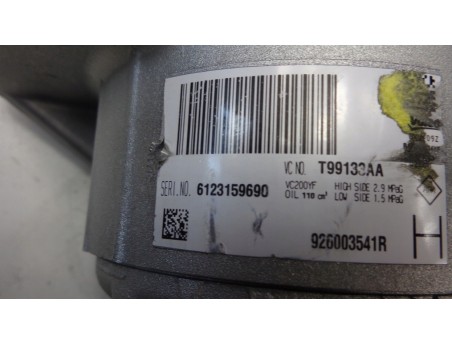 VC NO. T99133AA
SERI.NO. 6123159690
VC200YF HIGH SIDE 2.9 MPaG
OIL 110 cm³ LOW SIDE 1.5 MPaG
926003541R
H